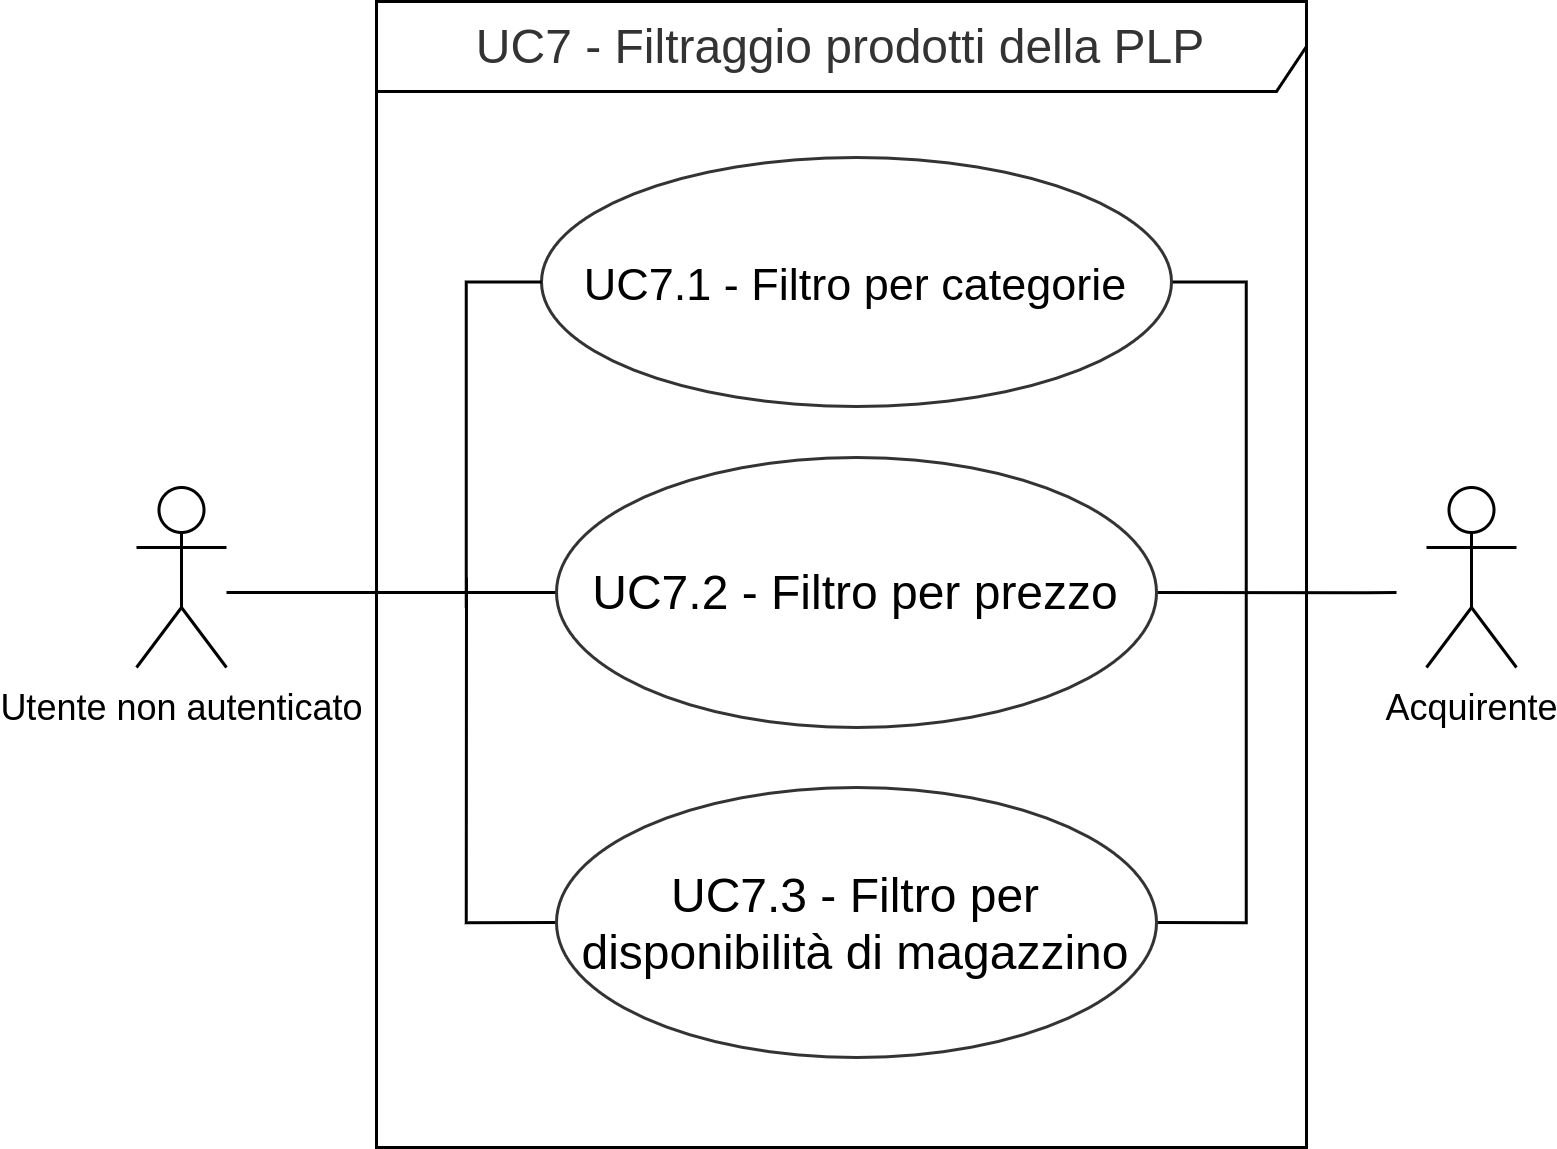 UC7 - Filtraggio prodotti della PLP
UC7.1 - Filtro per categorie
UC7.2 - Filtro per prezzo
Utente non autenticato
Acquirente
UC7.3 - Filtro per
disponibilità di magazzino